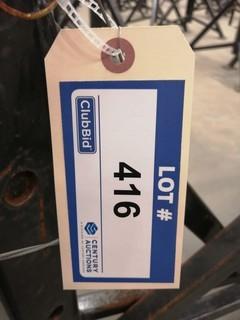 LOT #
416
ClubBid
CENTURY
AUCTIONS